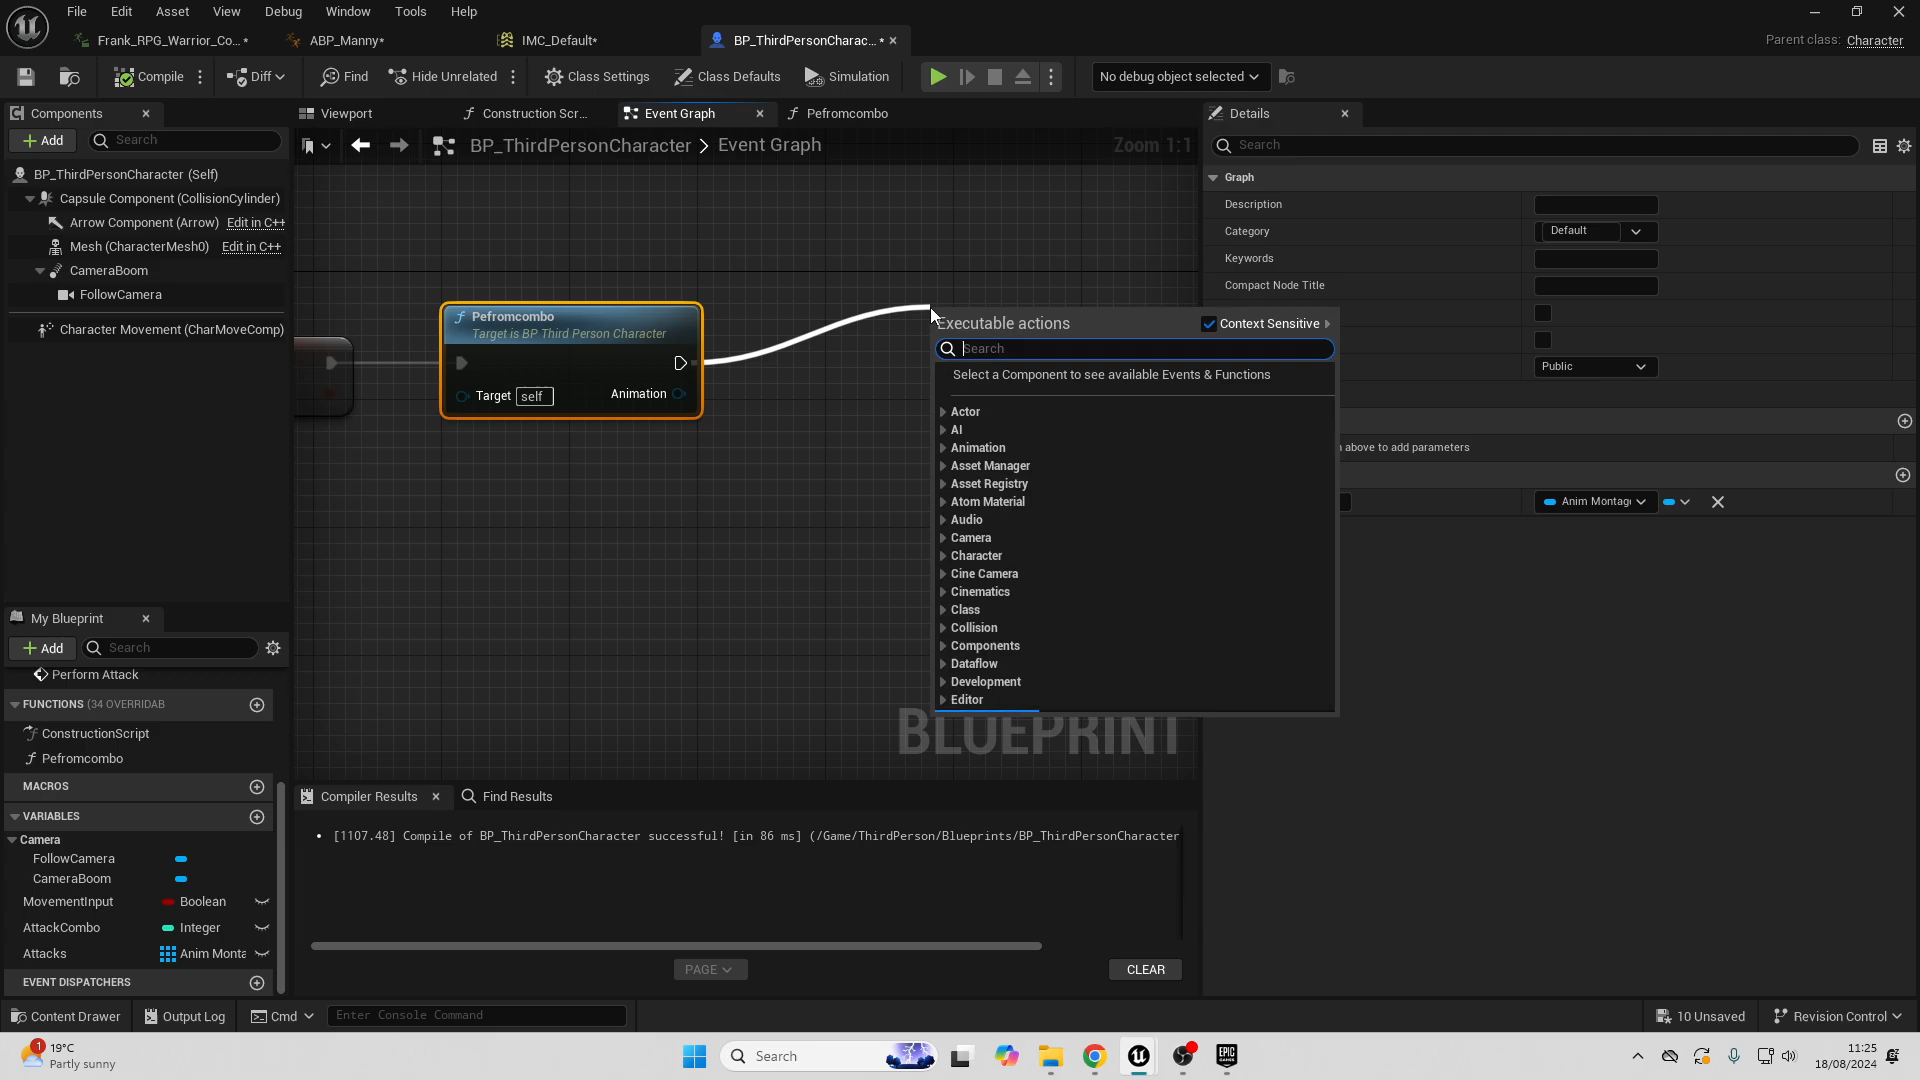 File Edit Asset View Debug Window Tools Help
Frank_RPG_Warrior_Co...* ABP_Manny* IMC_Default* BP_ThirdPersonCharac...* Parent class: Character
Compile Diff Find Hide Unrelated Class Settings Class Defaults Simulation No debug object selected
Components Viewport Construction Scr... Event Graph Pefromcombo Details
Add Search BP_ThirdPersonCharacter > Event Graph Zoom 1:1 Search
BP_ThirdPersonCharacter (Self)
Capsule Component (CollisionCylinder)
Arrow Component (Arrow) Edit in C++
Mesh (CharacterMesh0) Edit in C++
CameraBoom
FollowCamera
Character Movement (CharMoveComp)
Pefromcombo
Target is BP Third Person Character
Target self Animation
Executable actions Context Sensitive
Search
Select a Component to see available Events & Functions
Actor
AI
Animation
Asset Manager
Asset Registry
Atom Material
Audio
Camera
Character
Cine Camera
Cinematics
Class
Collision
Components
Dataflow
Development
Editor
BLUEPRINT
Graph
Description
Category Default
Keywords
Compact Node Title
Public
above to add parameters
Anim Montag
My Blueprint
Add Search
Perform Attack
FUNCTIONS (34 OVERRIDAB
ConstructionScript
Pefromcombo
MACROS
VARIABLES
Camera
FollowCamera
CameraBoom
MovementInput Boolean
AttackCombo Integer
Attacks Anim Monta
EVENT DISPATCHERS
Compiler Results Find Results
[1107.48] Compile of BP_ThirdPersonCharacter successful! [in 86 ms] (/Game/ThirdPerson/Blueprints/BP_ThirdPersonCharacter
PAGE CLEAR
Content Drawer Output Log Cmd Enter Console Command 10 Unsaved Revision Control
1 19°C
Partly sunny
Search
EPIC GAMES
11:25
18/08/2024